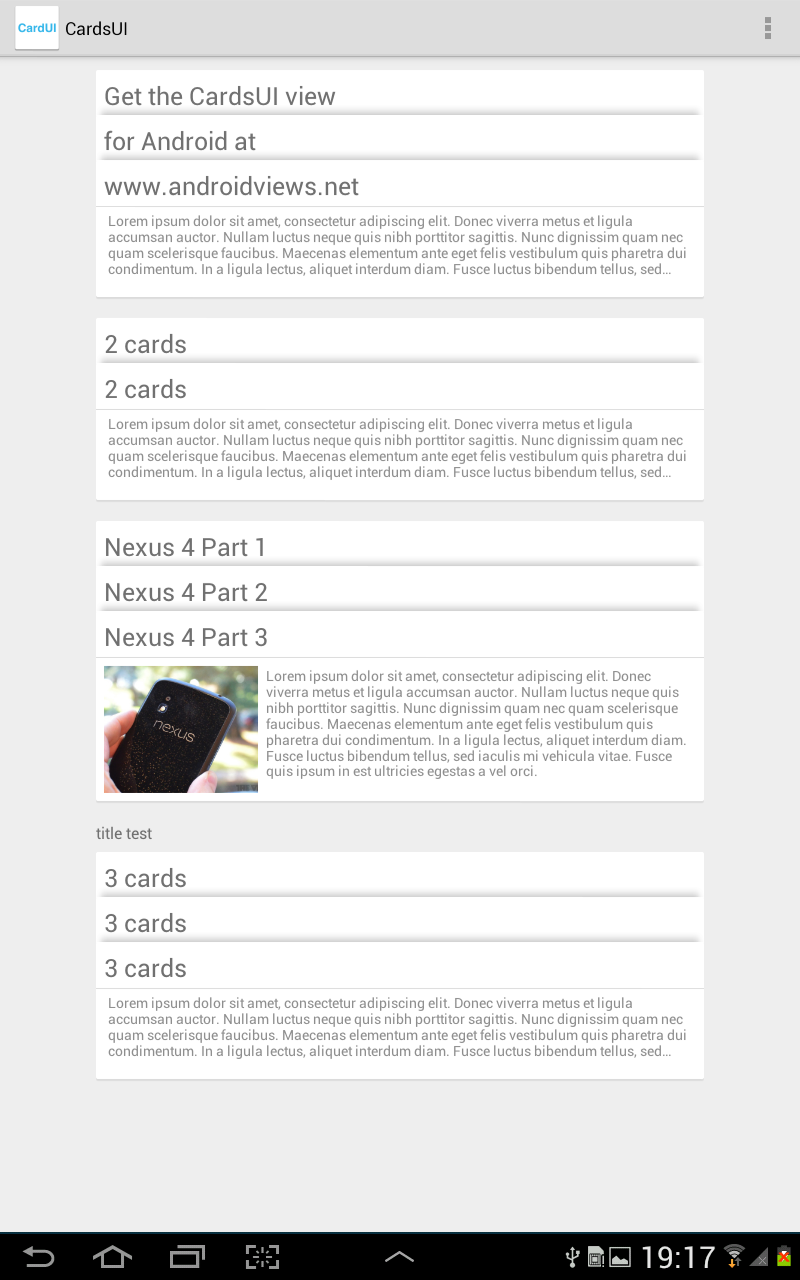 CardUI CardsUI
Get the CardsUI view
for Android at
www.androidviews.net
Lorem ipsum dolor sit amet, consectetur adipiscing elit. Donec viverra metus et ligula
accumsan auctor. Nullam luctus neque quis nibh porttitor sagittis. Nunc dignissim quam nec
quam scelerisque faucibus. Maecenas elementum ante eget felis vestibulum quis pharetra dui
condimentum. In a ligula lectus, aliquet interdum diam. Fusce luctus bibendum tellus, sed...
2 cards
2 cards
Lorem ipsum dolor sit amet, consectetur adipiscing elit. Donec viverra metus et ligula
accumsan auctor. Nullam luctus neque quis nibh porttitor sagittis. Nunc dignissim quam nec
quam scelerisque faucibus. Maecenas elementum ante eget felis vestibulum quis pharetra dui
condimentum. In a ligula lectus, aliquet interdum diam. Fusce luctus bibendum tellus, sed...
Nexus 4 Part 1
Nexus 4 Part 2
Nexus 4 Part 3
nexus
Lorem ipsum dolor sit amet, consectetur adipiscing elit. Donec
viverra metus et ligula accumsan auctor. Nullam luctus neque quis
nibh porttitor sagittis. Nunc dignissim quam nec quam scelerisque
faucibus. Maecenas elementum ante eget felis vestibulum quis
pharetra dui condimentum. In a ligula lectus, aliquet interdum diam.
Fusce luctus bibendum tellus, sed iaculis mi vehicula vitae. Fusce
quis ipsum in est ultricies egestas a vel orci.
title test
3 cards
3 cards
3 cards
Lorem ipsum dolor sit amet, consectetur adipiscing elit. Donec viverra metus et ligula
accumsan auctor. Nullam luctus neque quis nibh porttitor sagittis. Nunc dignissim quam nec
quam scelerisque faucibus. Maecenas elementum ante eget felis vestibulum quis pharetra dui
condimentum. In a ligula lectus, aliquet interdum diam. Fusce luctus bibendum tellus, sed...
19:17